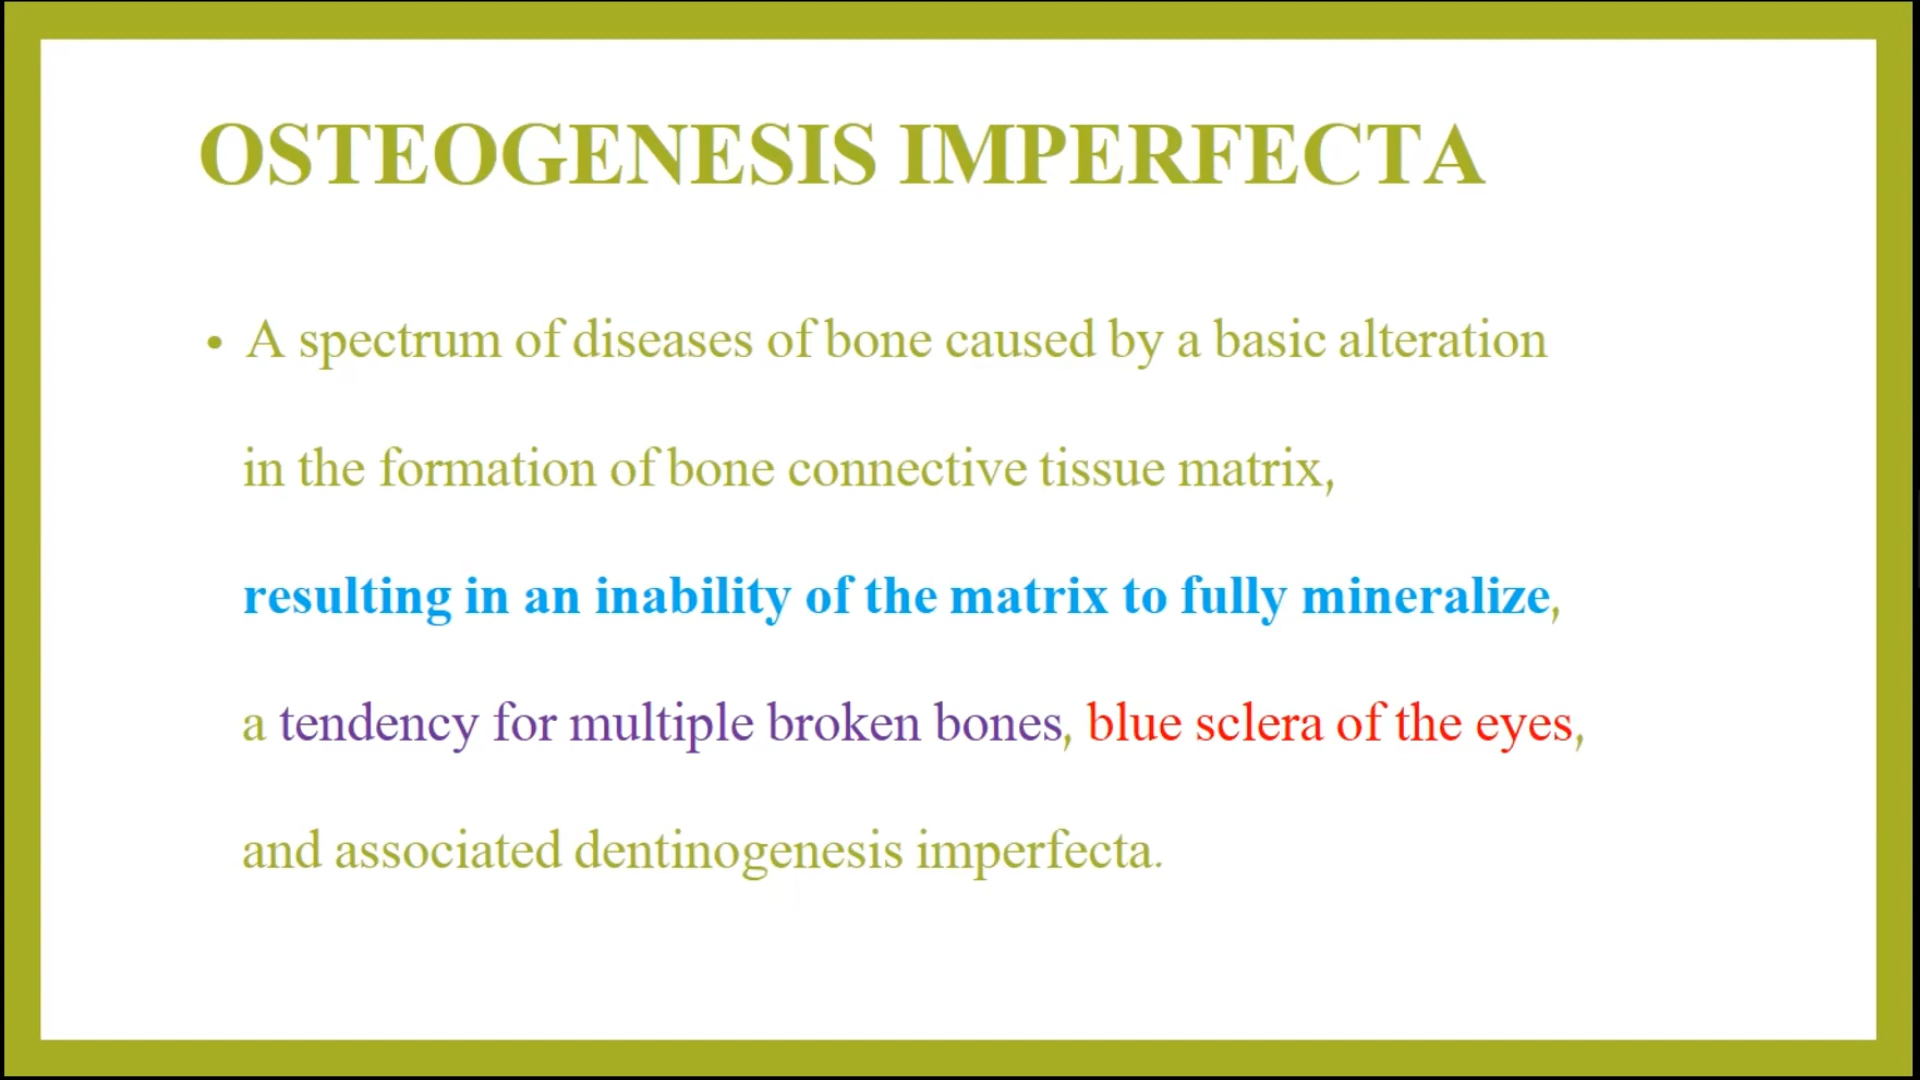 OSTEOGENESIS IMPERFECTA
• A spectrum of diseases of bone caused by a basic alteration
in the formation of bone connective tissue matrix,
resulting in an inability of the matrix to fully mineralize,
a tendency for multiple broken bones, blue sclera of the eyes,
and associated dentinogenesis imperfecta.